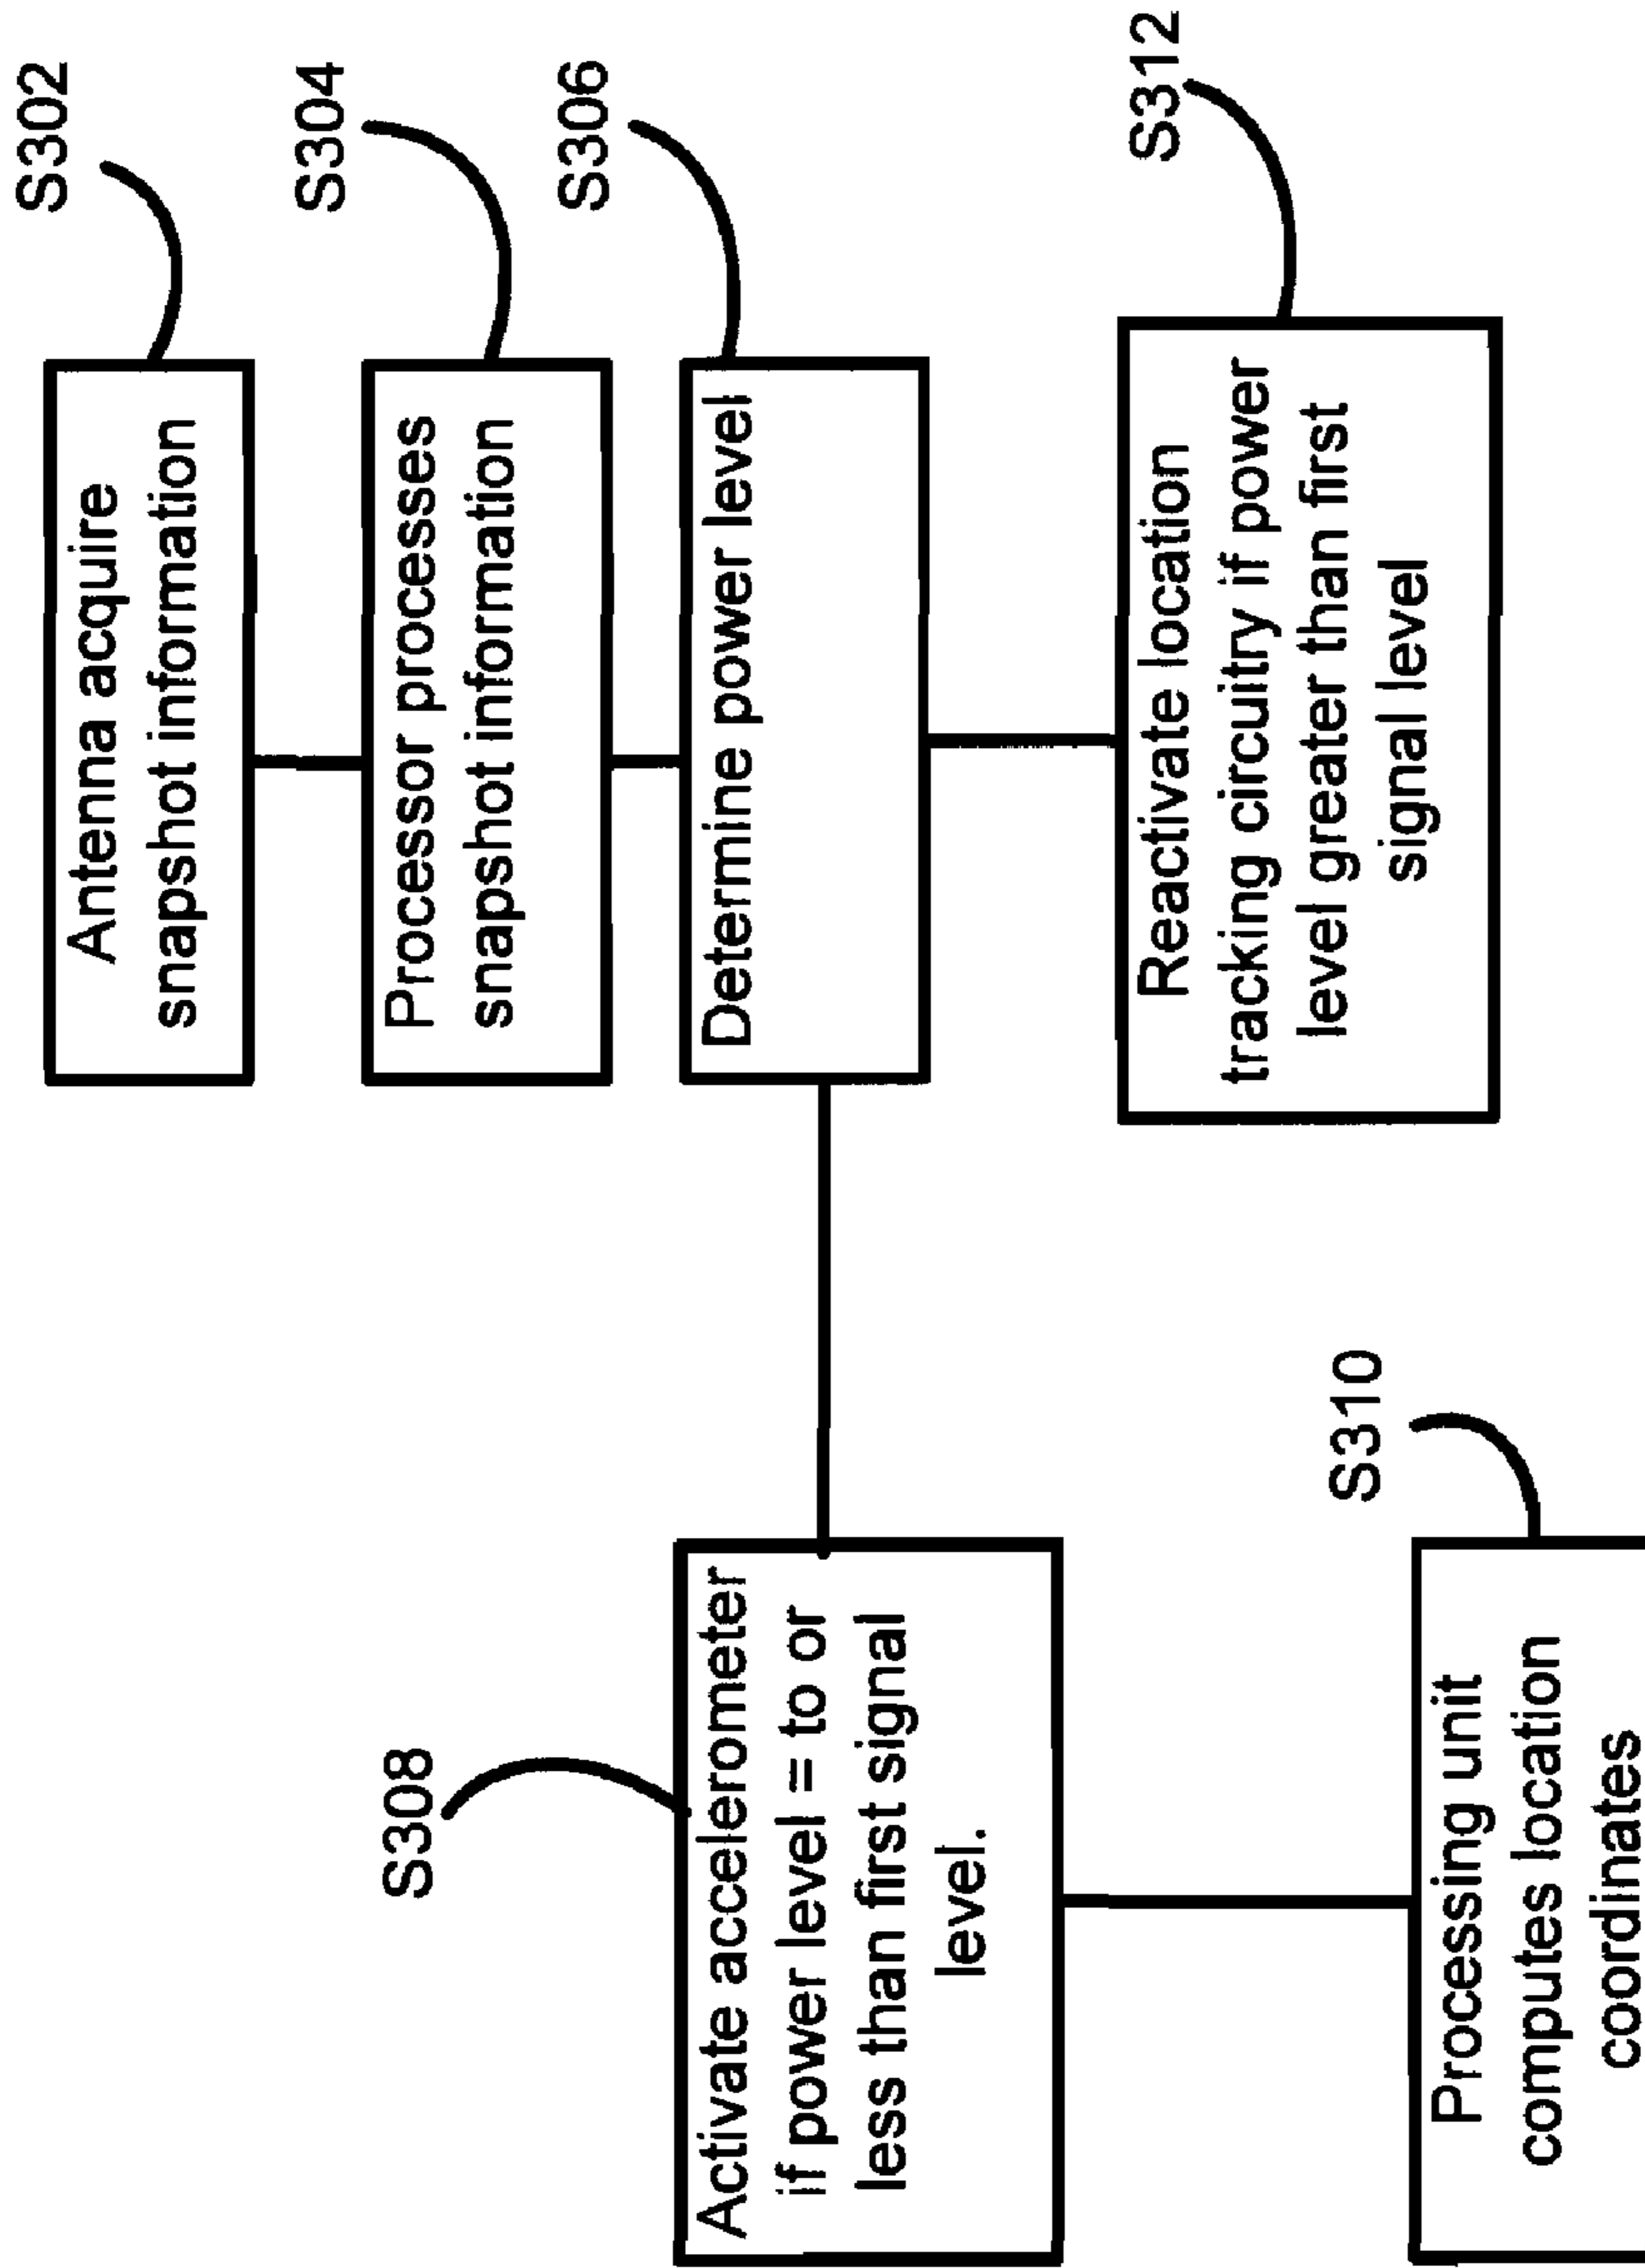 S302
Antenna acquire
snapshot information
S304
Processor processes
snapshot information
S306
Determine power level
S308
Activate accelerometer
if power level = to or
less than first signal
level.
S310
Processing unit
computes location
coordinates
S312
Reactivate location
tracking circuitry if power
level greater than first
signal level